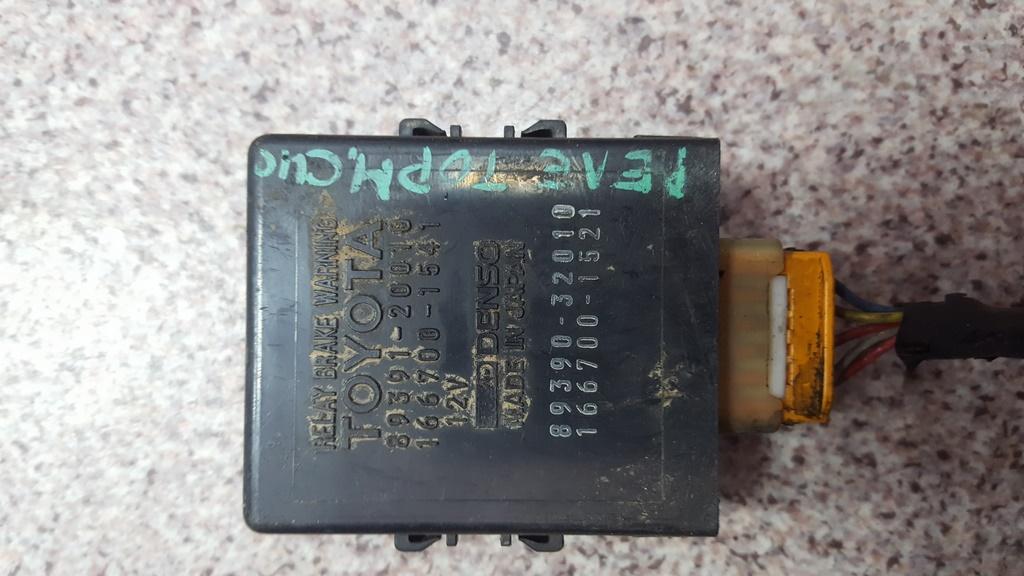 РЕЛЕ ТОРМ.
RELAY BRAKE WARNING
TOYOTA
89391-20010
166700-1541
12V
DENSO
MADE IN JAPAN
89390-32010
166700-1521